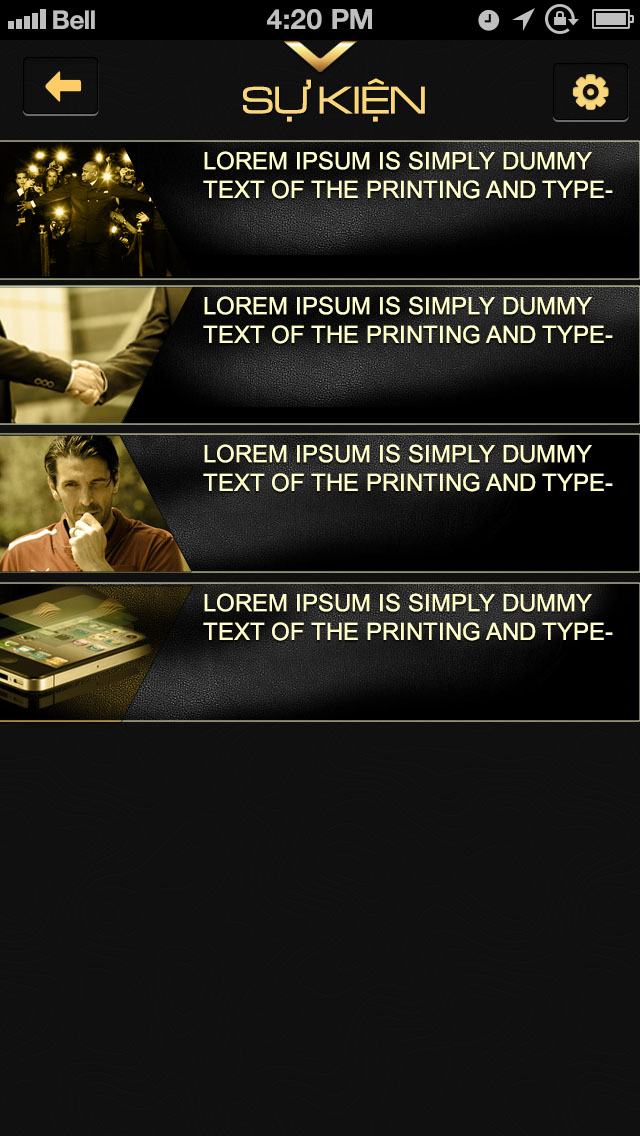 Bell
4:20 PM
SỰ KIỆN
LOREM IPSUM IS SIMPLY DUMMY
TEXT OF THE PRINTING AND TYPE-
LOREM IPSUM IS SIMPLY DUMMY
TEXT OF THE PRINTING AND TYPE-
LOREM IPSUM IS SIMPLY DUMMY
TEXT OF THE PRINTING AND TYPE-
LOREM IPSUM IS SIMPLY DUMMY
TEXT OF THE PRINTING AND TYPE-